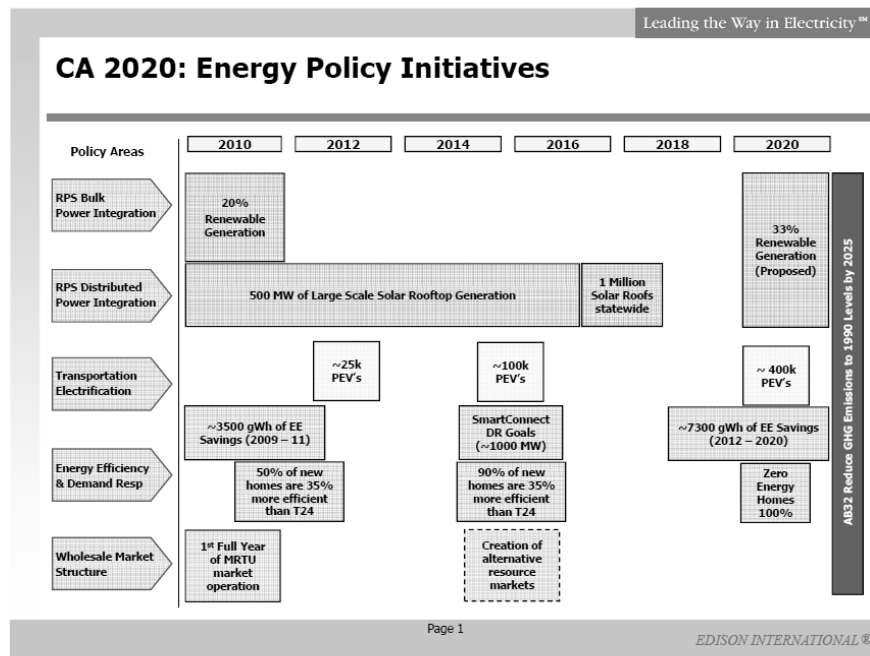 Leading the Way in Electricity℠
CA 2020: Energy Policy Initiatives
Policy Areas
2010
2012
2014
2016
2018
2020
RPS Bulk
Power Integration
20%
Renewable
Generation
33%
Renewable
Generation
(Proposed)
RPS Distributed
Power Integration
500 MW of Large Scale Solar Rooftop Generation
1 Million
Solar Roofs
statewide
Transportation
Electrification
~25k
PEV's
~100k
PEV's
~ 400k
PEV's
Energy Efficiency
& Demand Resp
~3500 gWh of EE
Savings (2009 – 11)
SmartConnect
DR Goals
(~1000 MW)
~7300 gWh of EE Savings
(2012 – 2020)
50% of new
homes are 35%
more efficient
than T24
90% of new
homes are 35%
more efficient
than T24
Zero
Energy
Homes
100%
Wholesale Market
Structure
1st Full Year
of MRTU
market
operation
Creation of
alternative
resource
markets
AB32 Reduce GHG Emissions to 1990 Levels by 2025
Page 1
EDISON INTERNATIONAL®